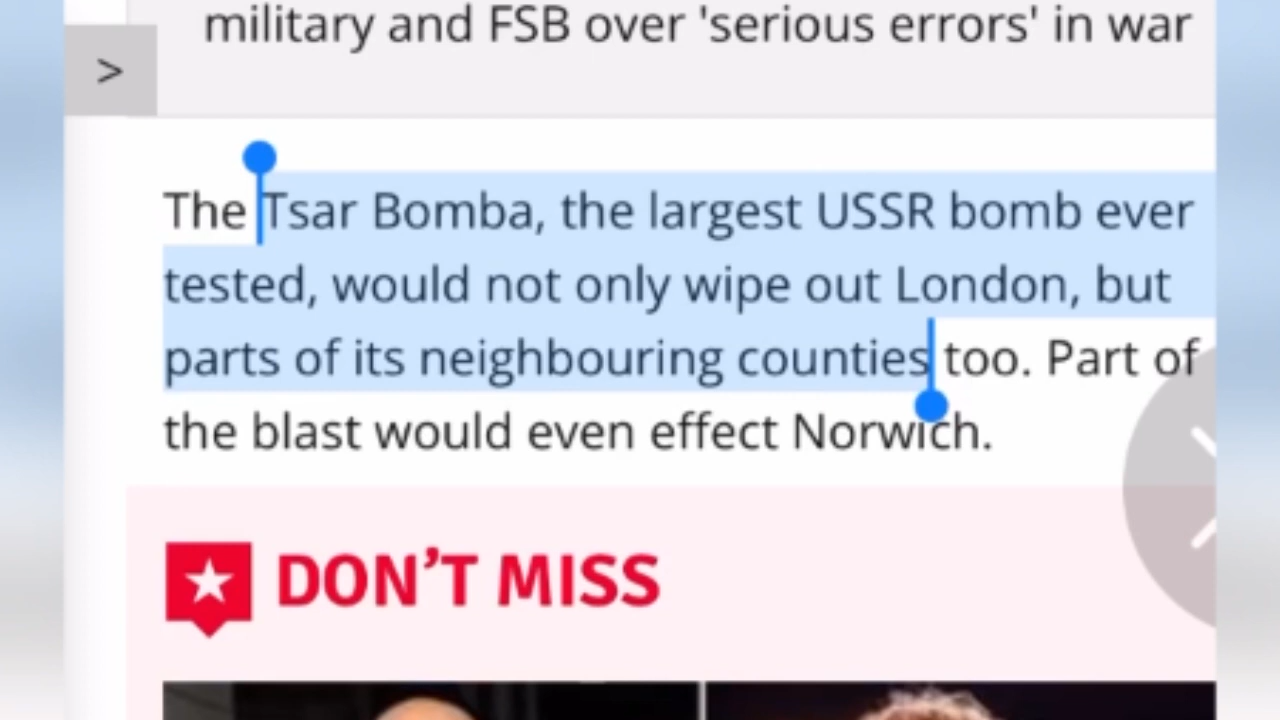 military and FSB over 'serious errors' in war
>
The Tsar Bomba, the largest USSR bomb ever
tested, would not only wipe out London, but
parts of its neighbouring counties too. Part of
the blast would even effect Norwich.
DON'T MISS